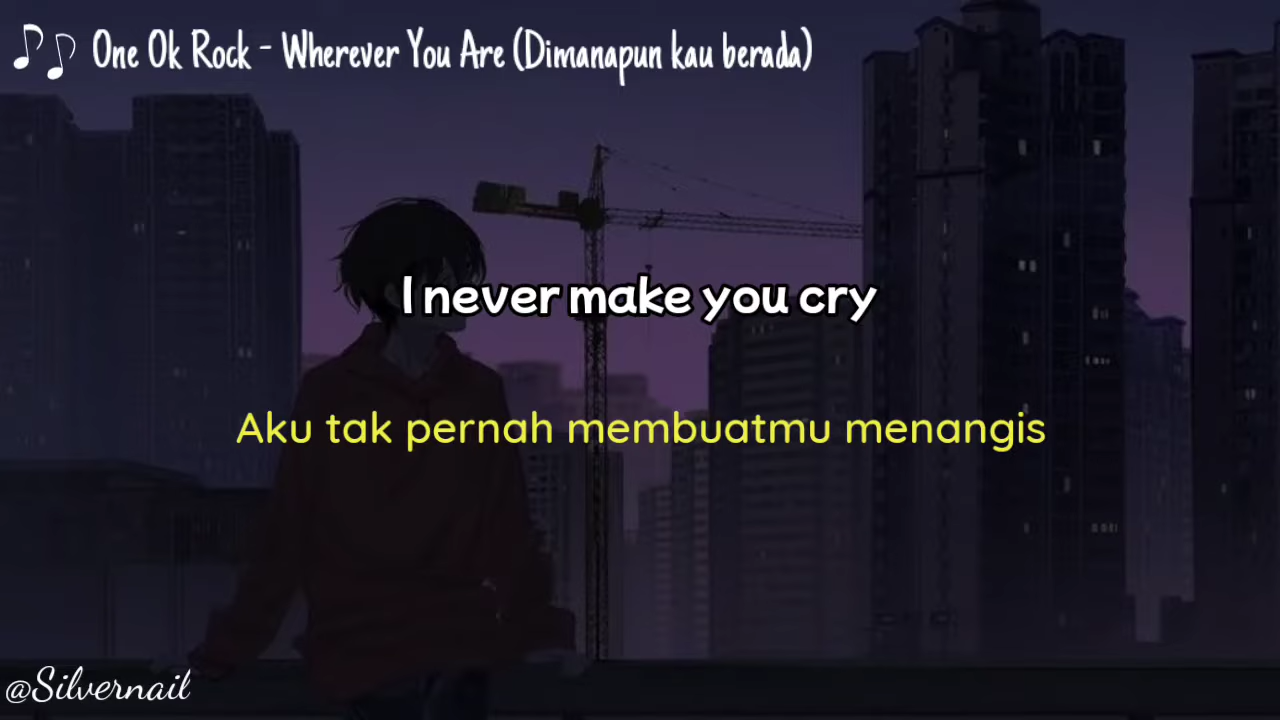 One Ok Rock - Wherever You Are (Dimanapun kau berada)
I never make you cry
Aku tak pernah membuatmu menangis
@Silvernail